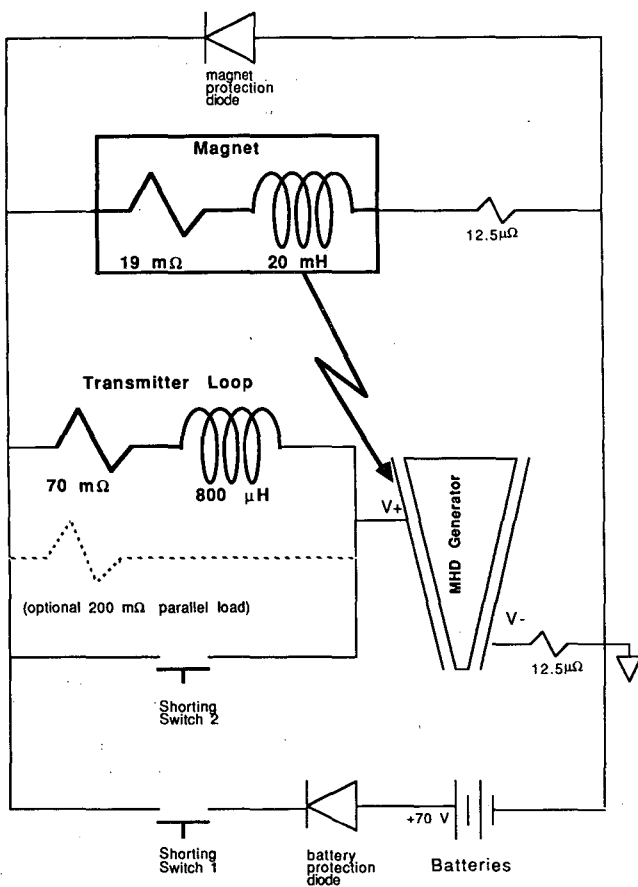 magnet
protection
diode
Magnet
19 mΩ
20 mH
12.5μΩ
Transmitter Loop
70 mΩ
800 μH
V+
MHD Generator
(optional 200 mΩ parallel load)
V-
12.5μΩ
Shorting
Switch 2
+70 V
Shorting
Switch 1
battery
protection
diode
Batteries